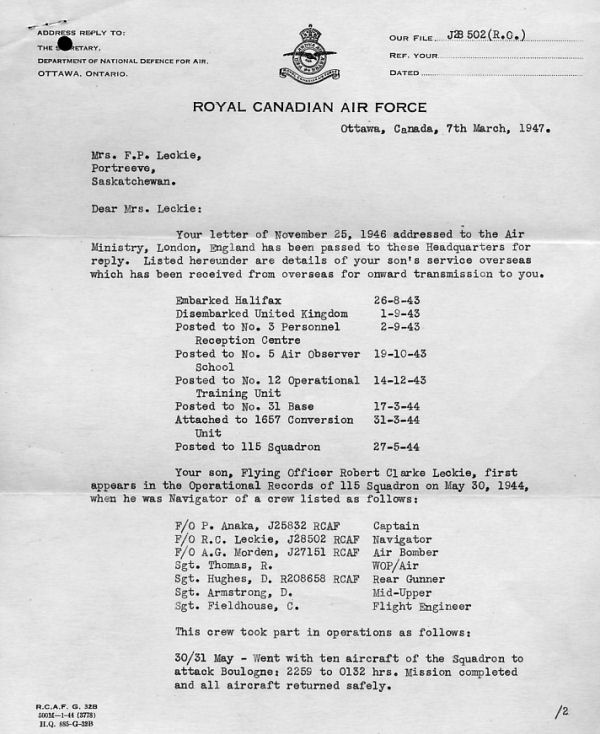 ADDRESS REPLY TO:
THE SECRETARY,
DEPARTMENT OF NATIONAL DEFENCE FOR AIR,
OTTAWA, ONTARIO.
OUR FILE J28502(R.O.)
REF. YOUR
DATED
ROYAL CANADIAN AIR FORCE
Ottawa, Canada, 7th March, 1947.
Mrs. F.P. Leckie,
Portreeve,
Saskatchewan.
Dear Mrs. Leckie:
Your letter of November 25, 1946 addressed to the Air
Ministry, London, England has been passed to these Headquarters for
reply. Listed hereunder are details of your son's service overseas
which has been received from overseas for onward transmission to you.
Embarked Halifax 26-8-43
Disembarked United Kingdom 1-9-43
Posted to No. 3 Personnel 2-9-43
Reception Centre
Posted to No. 5 Air Observer 19-10-43
School
Posted to No. 12 Operational 14-12-43
Training Unit
Posted to No. 31 Base 17-3-44
Attached to 1657 Conversion 31-3-44
Unit
Posted to 115 Squadron 27-5-44
Your son, Flying Officer Robert Clarke Leckie, first
appears in the Operational Records of 115 Squadron on May 30, 1944,
when he was Navigator of a crew listed as follows:
F/O P. Anaka, J25832 RCAF Captain
F/O R.C. Leckie, J28502 RCAF Navigator
F/O A.G. Morden, J27151 RCAF Air Bomber
Sgt. Thomas, R. WOP/Air
Sgt. Hughes, D. R208658 RCAF Rear Gunner
Sgt. Armstrong, D. Mid-Upper
Sgt. Fieldhouse, C. Flight Engineer
This crew took part in operations as follows:
30/31 May - Went with ten aircraft of the Squadron to
attack Boulogne: 2259 to 0132 hrs. Mission completed
and all aircraft returned safely.
R.C.A.F. G. 32B
500M—1-44 (3778)
H.Q. 885-G-32B
/2